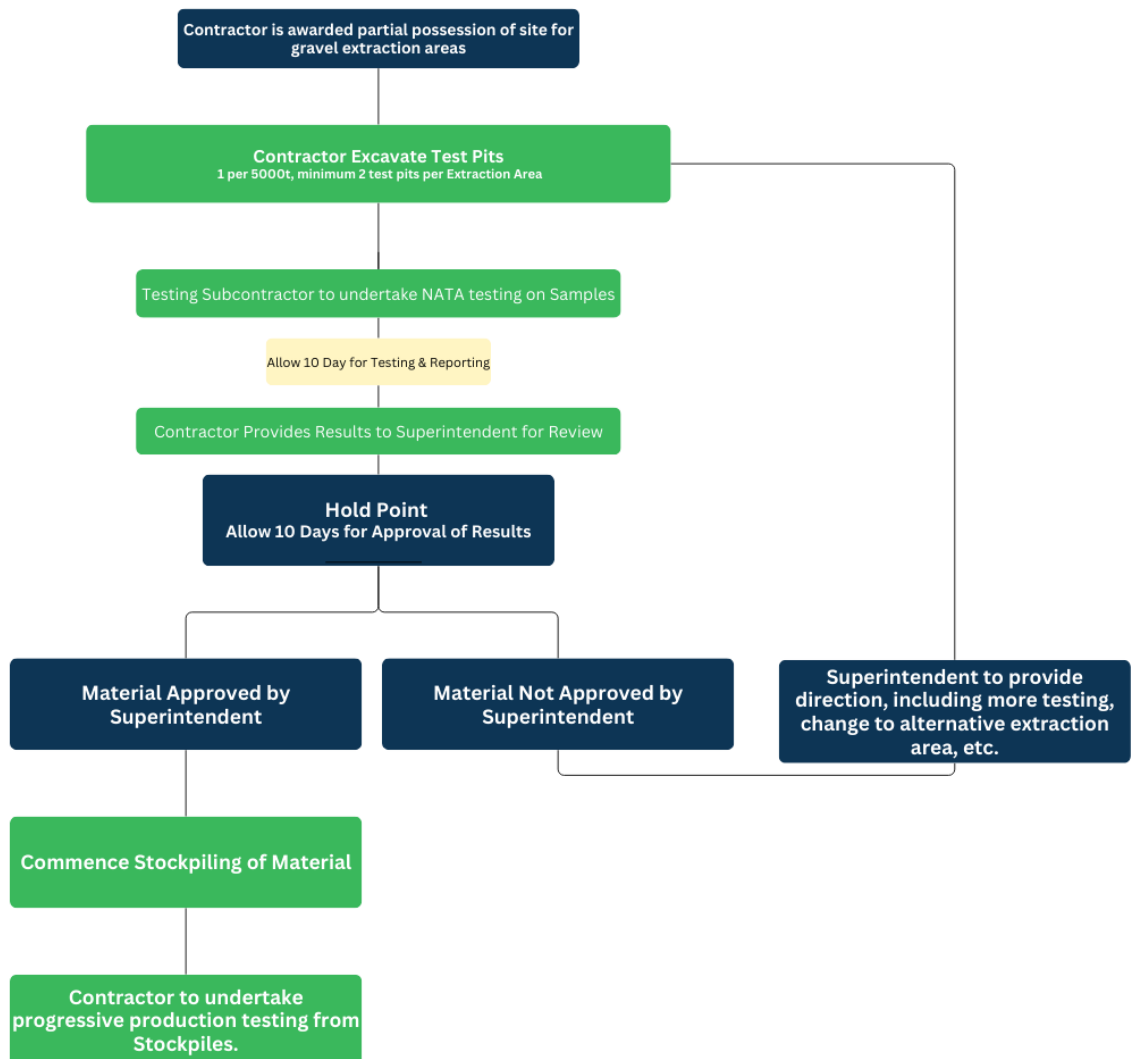 Contractor is awarded partial possession of site for
gravel extraction areas
Contractor Excavate Test Pits
1 per 5000t, minimum 2 test pits per Extraction Area
Testing Subcontractor to undertake NATA testing on Samples
Allow 10 Day for Testing & Reporting
Contractor Provides Results to Superintendent for Review
Hold Point
Allow 10 Days for Approval of Results
Material Approved by
Superintendent
Material Not Approved by
Superintendent
Superintendent to provide
direction, including more testing,
change to alternative extraction
area, etc.
Commence Stockpiling of Material
Contractor to undertake
progressive production testing from
Stockpiles.